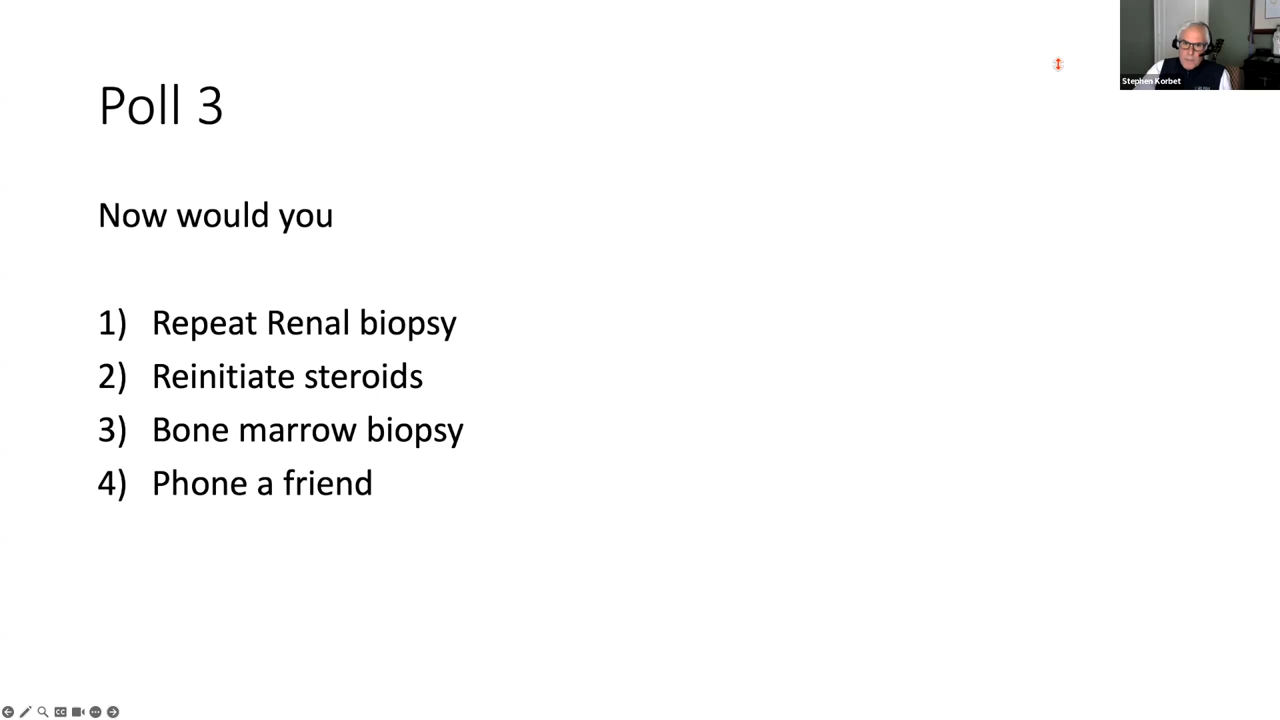 Stephen Korbet
Poll 3
Now would you
1) Repeat Renal biopsy
2) Reinitiate steroids
3) Bone marrow biopsy
4) Phone a friend
CC